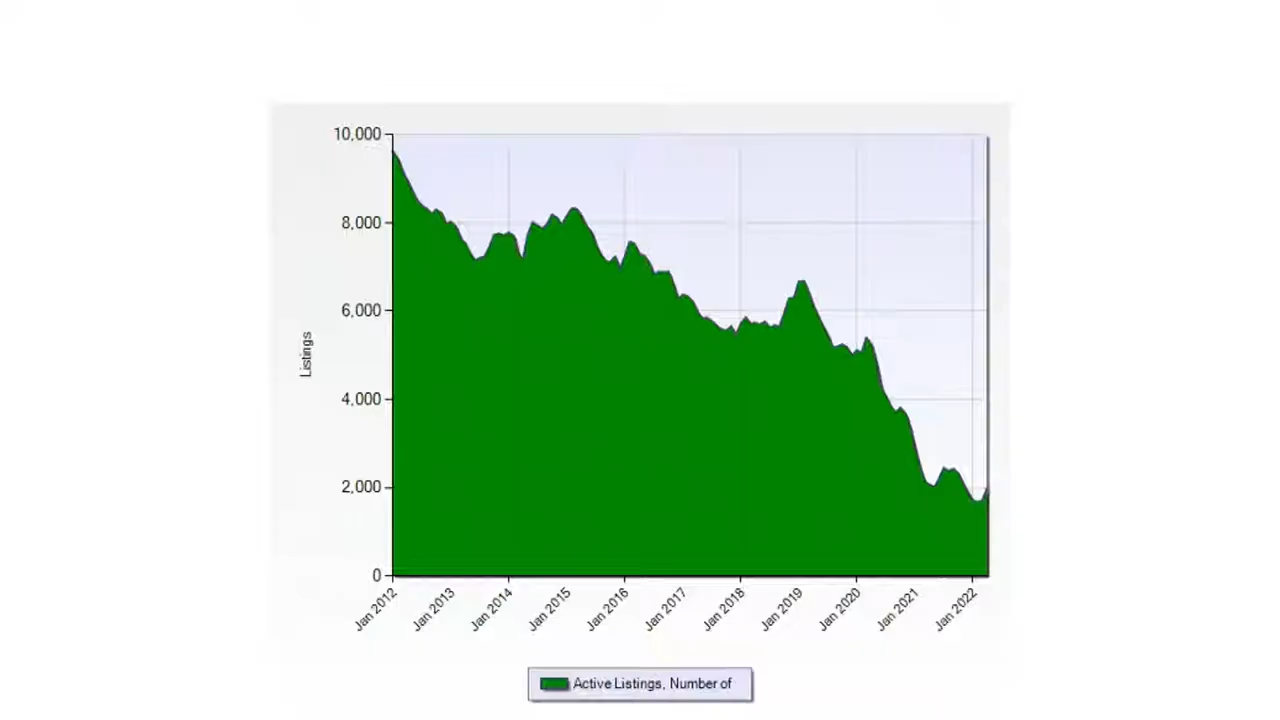 10,000
8,000
6,000
4,000
2,000
0
Listings
Jan 2012
Jan 2013
Jan 2014
Jan 2015
Jan 2016
Jan 2017
Jan 2018
Jan 2019
Jan 2020
Jan 2021
Jan 2022
Active Listings, Number of